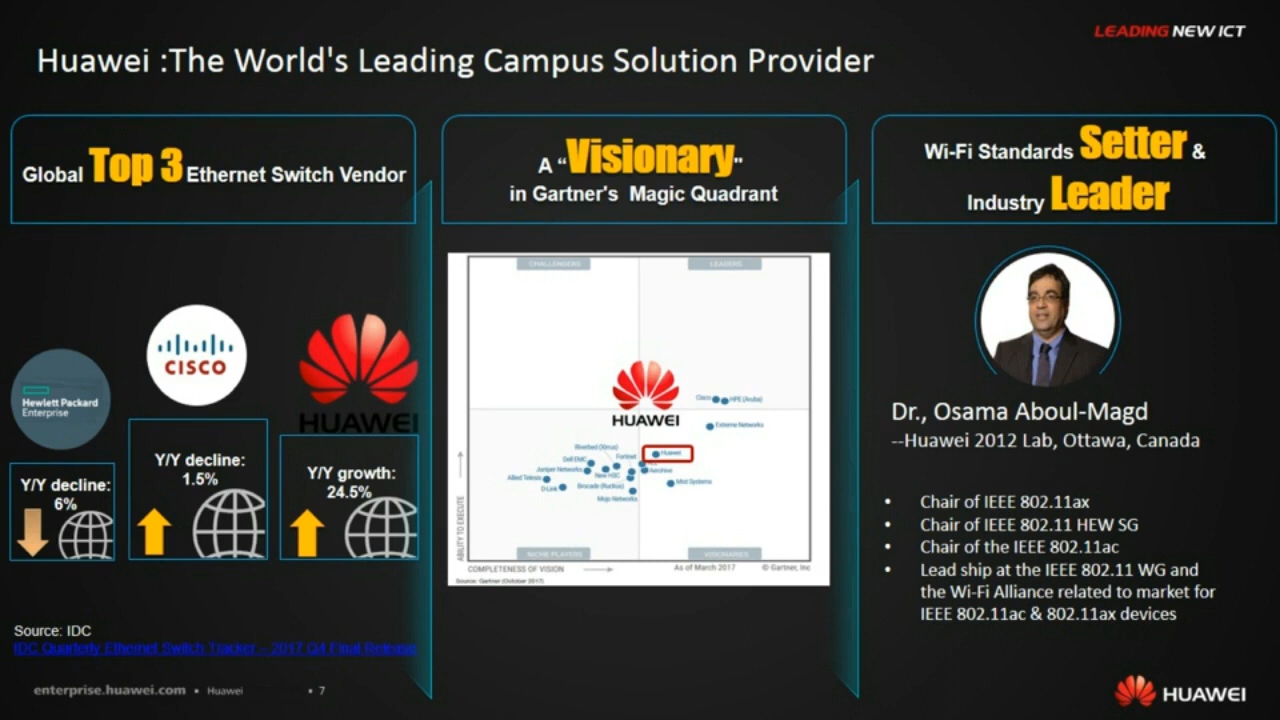 LEADING NEW ICT
Huawei :The World's Leading Campus Solution Provider
Global Top 3 Ethernet Switch Vendor
Hewlett Packard
Enterprise
CISCO
HUAWEI
Y/Y decline:
6%
Y/Y decline:
1.5%
Y/Y growth:
24.5%
Source: IDC
IDC Quarterly Ethernet Switch Tracker – 2017 Q4 Final Release
A “Visionary"
in Gartner's Magic Quadrant
CHALLENGERS
LEADERS
HUAWEI
Cisco
HPE (Aruba)
Extreme Networks
Riverbed (Xirrus)
Fortinet
Huawei
Dell EMC
Juniper Networks
New H3C
Aerohive
Allied Telesis
D-Link
Brocade (Ruckus)
Mist Systems
Mojo Networks
ABILITY TO EXECUTE
NICHE PLAYERS
VISIONARIES
COMPLETENESS OF VISION
As of March 2017
© Gartner, Inc
Source: Gartner (October 2017)
Wi-Fi Standards Setter &
Industry Leader
Dr., Osama Aboul-Magd
--Huawei 2012 Lab, Ottawa, Canada
• Chair of IEEE 802.11ax
• Chair of IEEE 802.11 HEW SG
• Chair of the IEEE 802.11ac
• Lead ship at the IEEE 802.11 WG and
the Wi-Fi Alliance related to market for
IEEE 802.11ac & 802.11ax devices
enterprise.huawei.com • Huawei • 7
HUAWEI